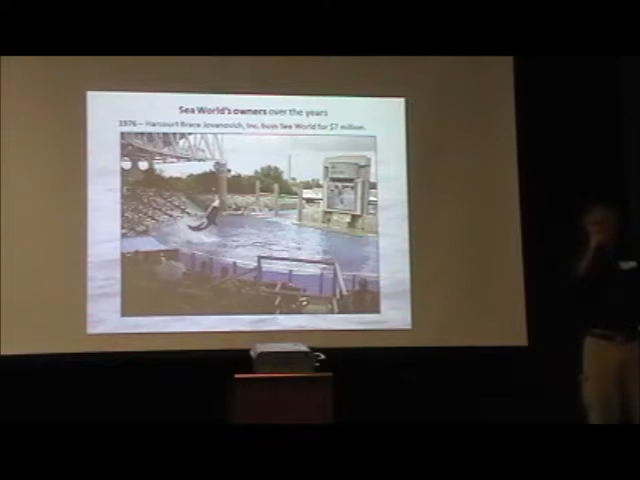 Sea World's owners over the years
1976 – Harcourt Brace Jovanovich, Inc. buys Sea World for $7 million.